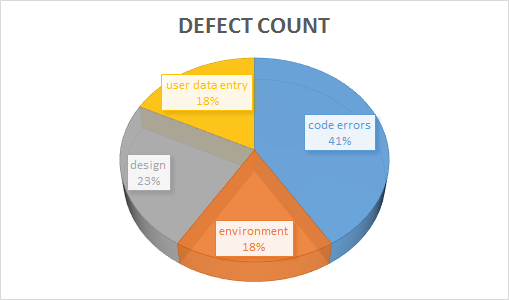 DEFECT COUNT
user data entry
18%
code errors
41%
design
23%
environment
18%